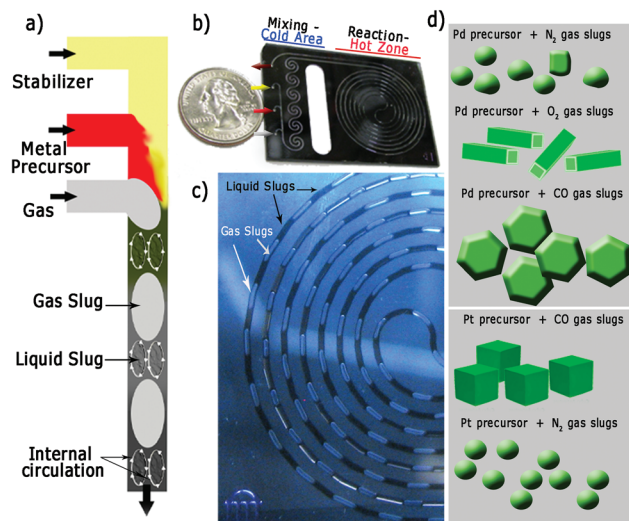 a)
Stabilizer
Metal
Precursor
Gas
Gas Slug
Liquid Slug
Internal
circulation
b)
Mixing -
Cold Area
Reaction-
Hot Zone
c)
Liquid Slugs
Gas Slugs
d)
Pd precursor + N₂ gas slugs
Pd precursor + O₂ gas slugs
Pd precursor + CO gas slugs
Pt precursor + CO gas slugs
Pt precursor + N₂ gas slugs